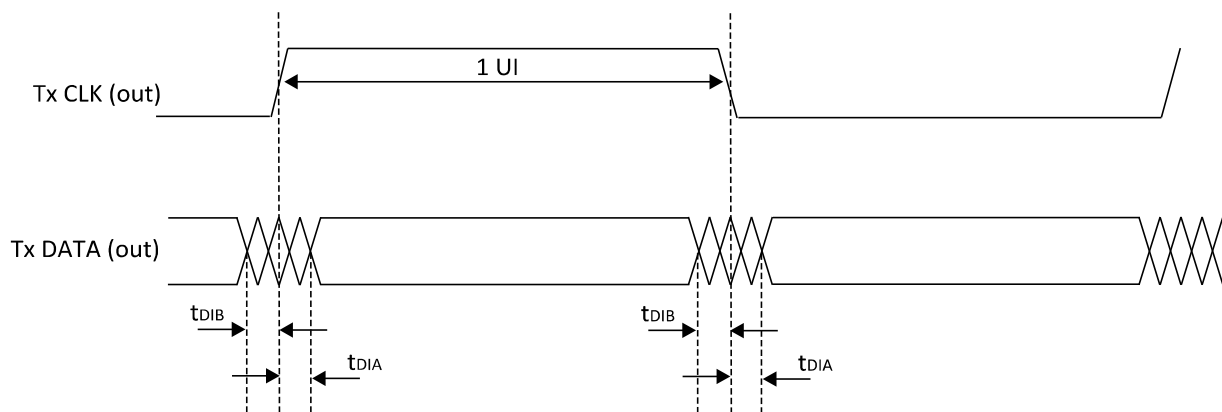 1 UI
Tx CLK (out)
Tx DATA (out)
tDIB
tDIB
tDIA
tDIA